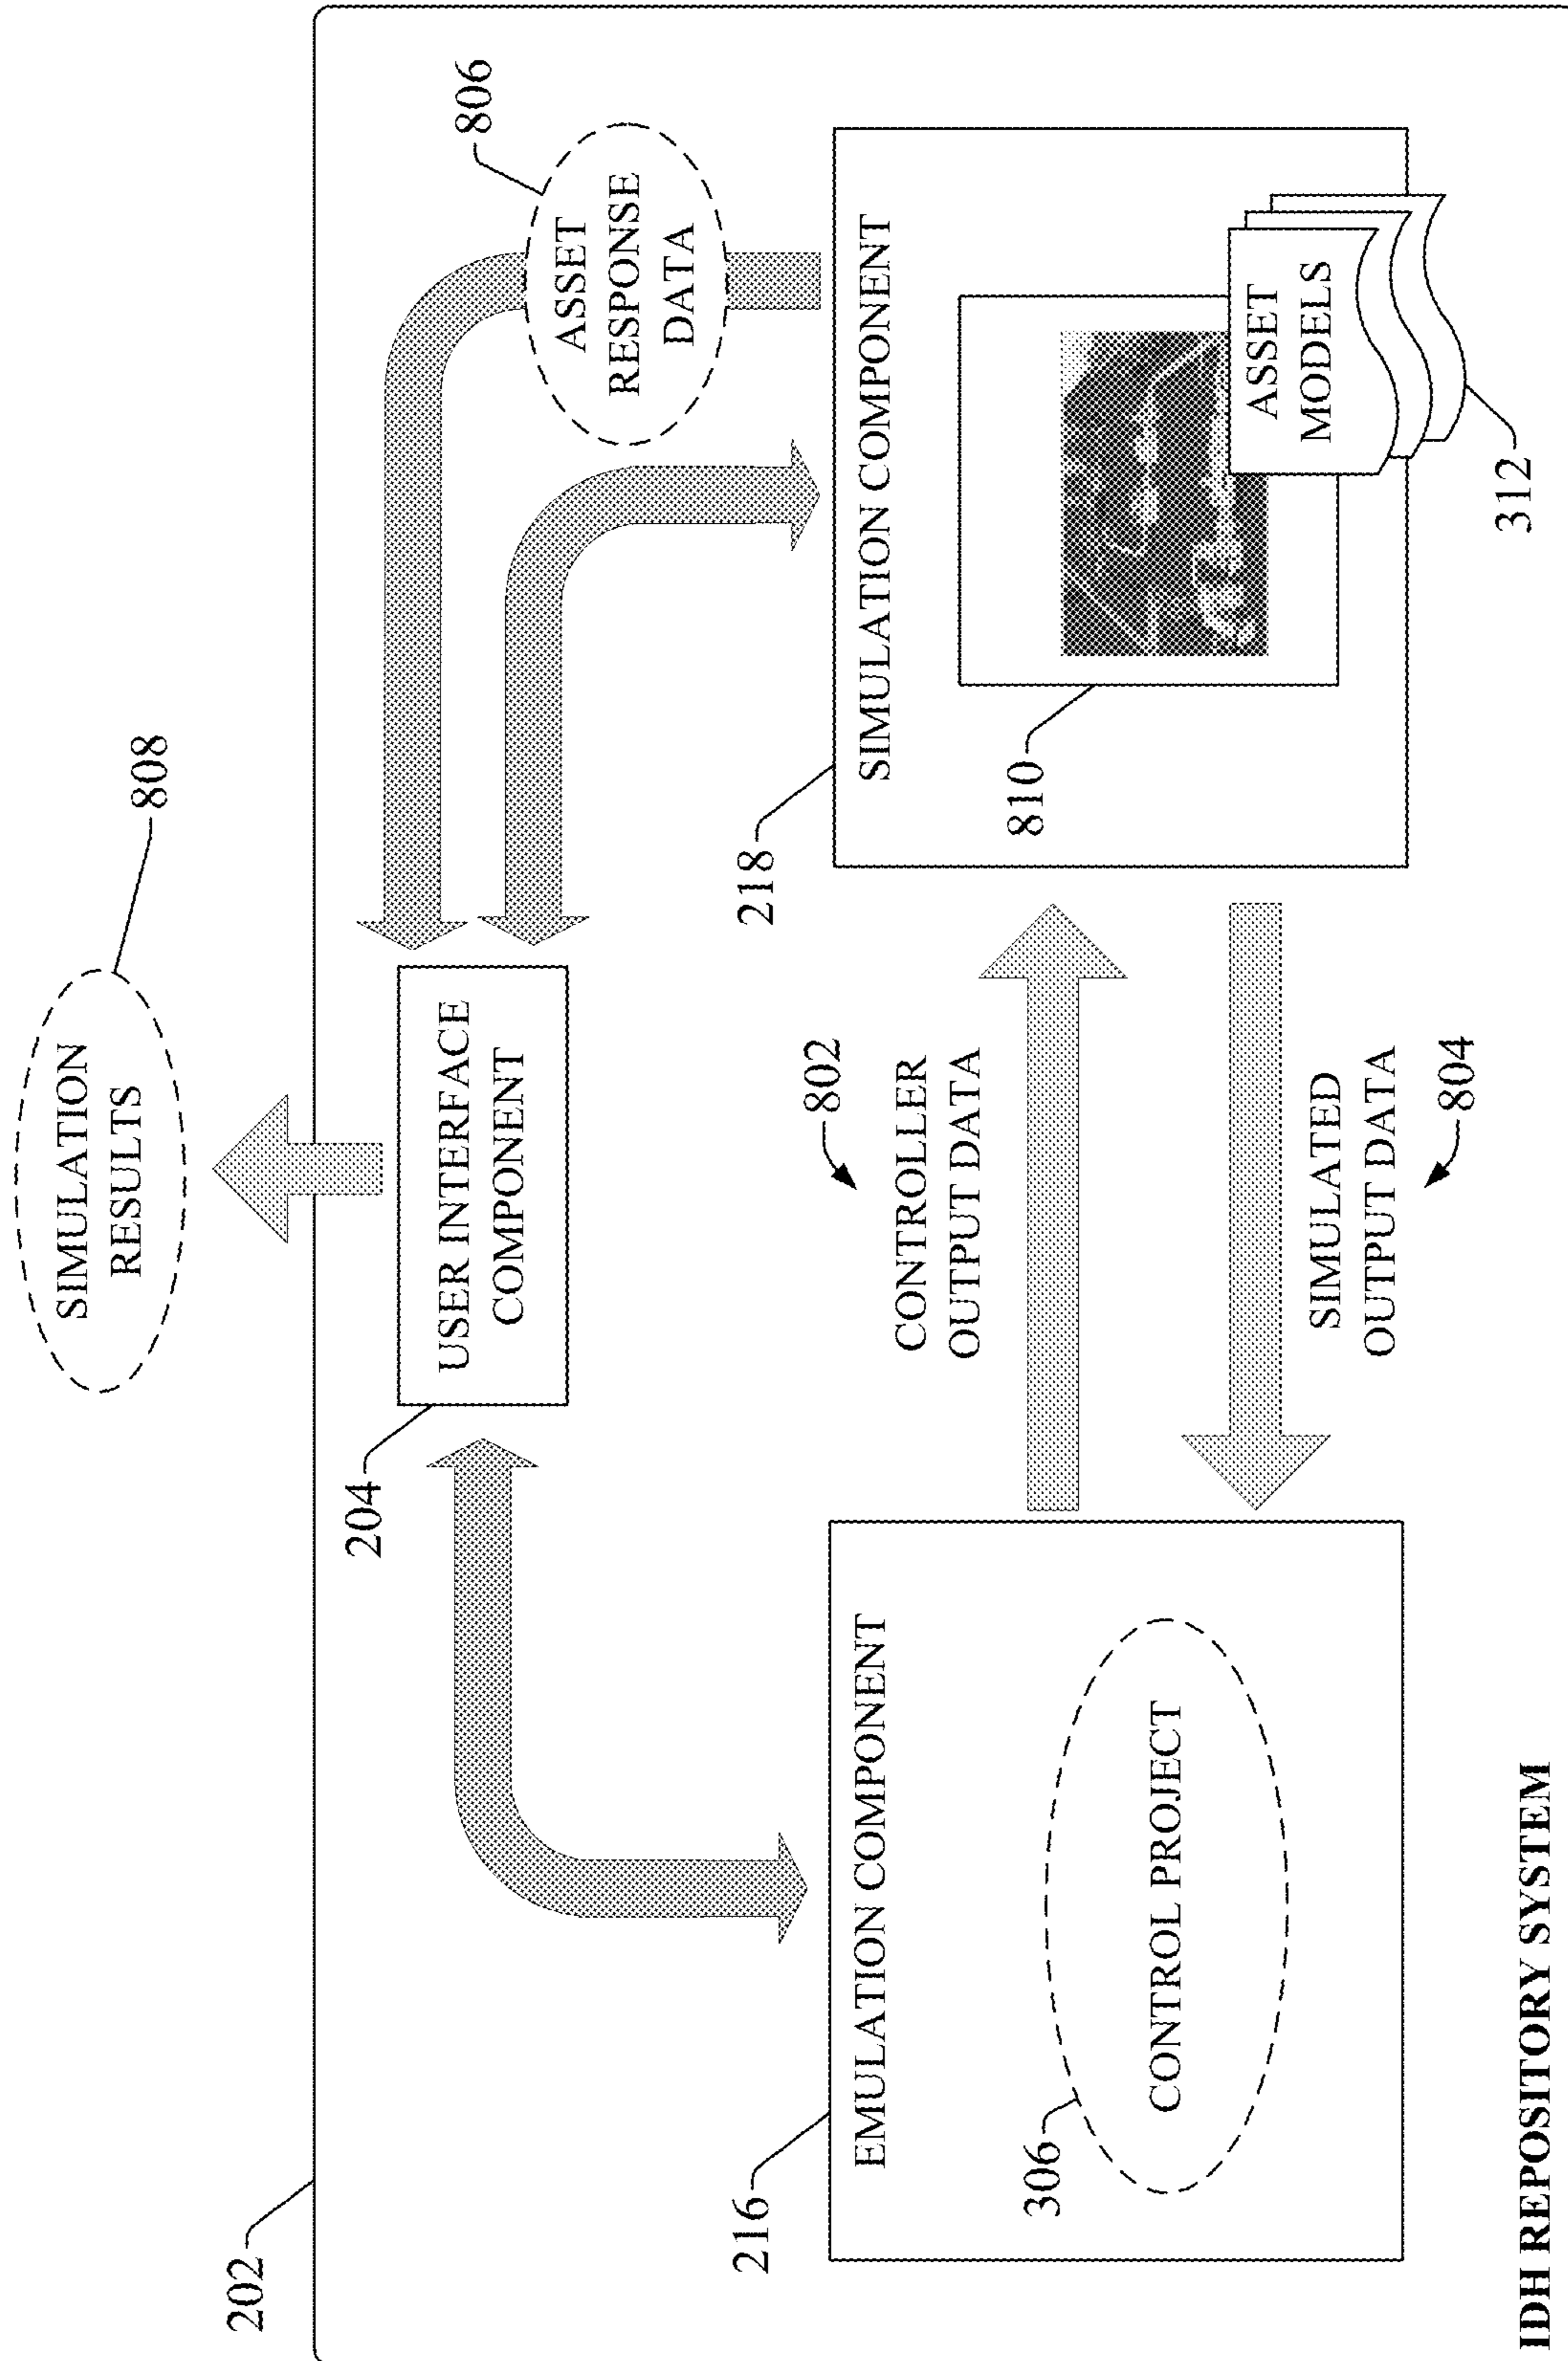 808
SIMULATION
RESULTS
202
806
ASSET
RESPONSE
DATA
204
USER INTERFACE
COMPONENT
216
EMULATION COMPONENT
306
CONTROL PROJECT
802
CONTROLLER
OUTPUT DATA
SIMULATED
OUTPUT DATA
804
218
SIMULATION COMPONENT
810
ASSET
MODELS
312
IDH REPOSITORY SYSTEM